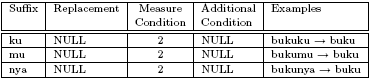 Suffix Replacement Measure Additional Examples
Condition Condition
ku NULL 2 NULL bukuku → buku
mu NULL 2 NULL bukumu → buku
nya NULL 2 NULL bukunya → buku